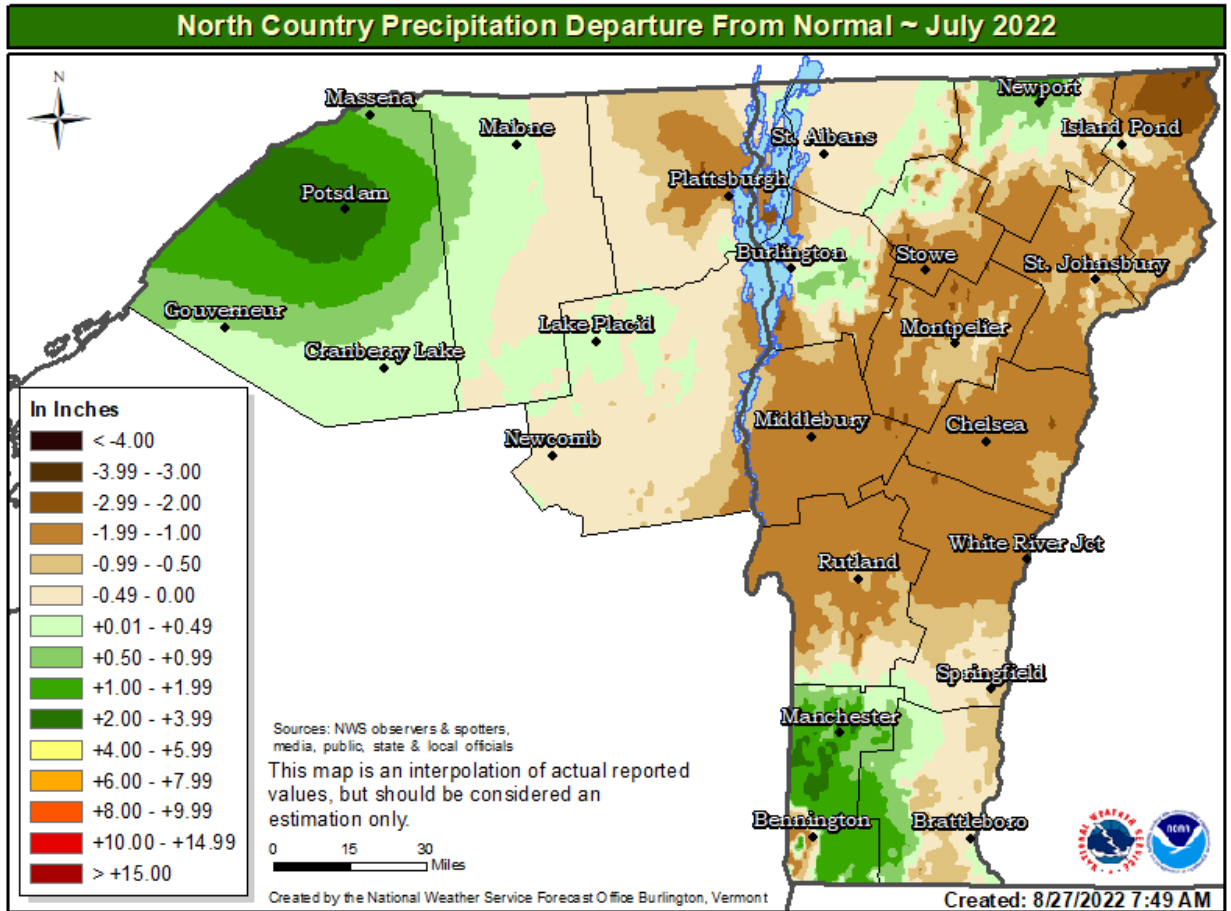 North Country Precipitation Departure From Normal ~ July 2022
N
Massena
Malone
Newport
St. Albans
Island Pond
Potsdam
Plattsburgh
Burlington
Stowe
St. Johnsbury
Gouverneur
Lake Placid
Montpelier
Cranberry Lake
Newcomb
Middlebury
Chelsea
White River Jct
Rutland
Springfield
Manchester
Bennington
Brattleboro
In Inches
< -4.00
-3.99 - -3.00
-2.99 - -2.00
-1.99 - -1.00
-0.99 - -0.50
-0.49 - 0.00
+0.01 - +0.49
+0.50 - +0.99
+1.00 - +1.99
+2.00 - +3.99
+4.00 - +5.99
+6.00 - +7.99
+8.00 - +9.99
+10.00 - +14.99
> +15.00
Sources: NWS observers & spotters,
media, public, state & local officials
This map is an interpolation of actual reported
values, but should be considered an
estimation only.
0 15 30
Miles
Created by the National Weather Service Forecast Office Burlington, Vermont
noaa
Created: 8/27/2022 7:49 AM